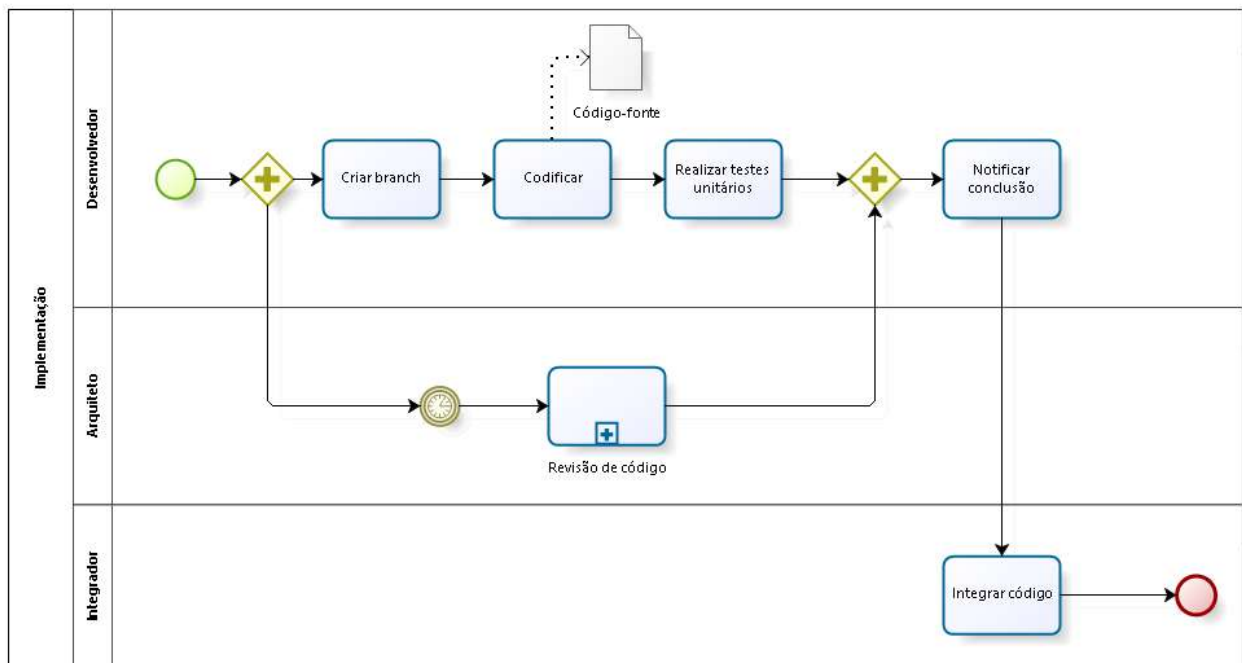 Implementação
Desenvolvedor
Código-fonte
Criar branch
Codificar
Realizar testes
unitários
Notificar
conclusão
Arquiteto
Revisão de código
Integrador
Integrar código